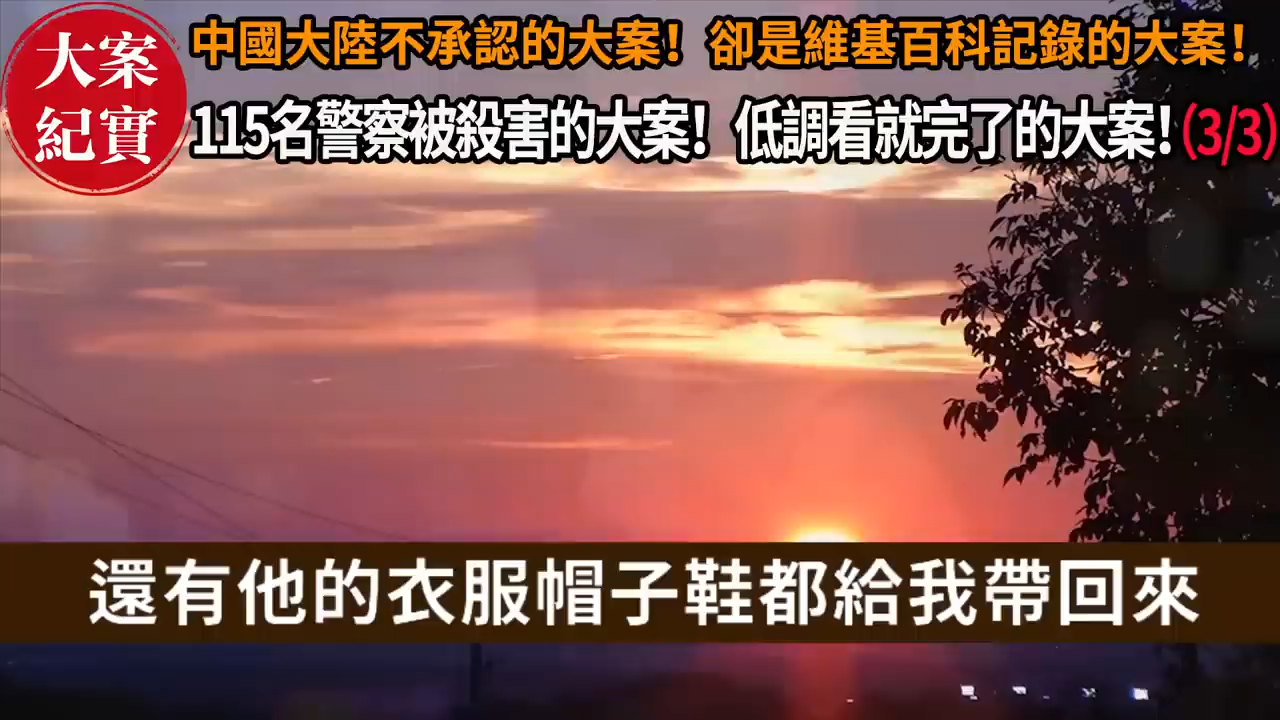 大案
紀實
中國大陸不承認的大案！卻是維基百科記錄的大案！
115名警察被殺害的大案！低調看就完了的大案！(3/3)
還有他的衣服帽子鞋都給我帶回來